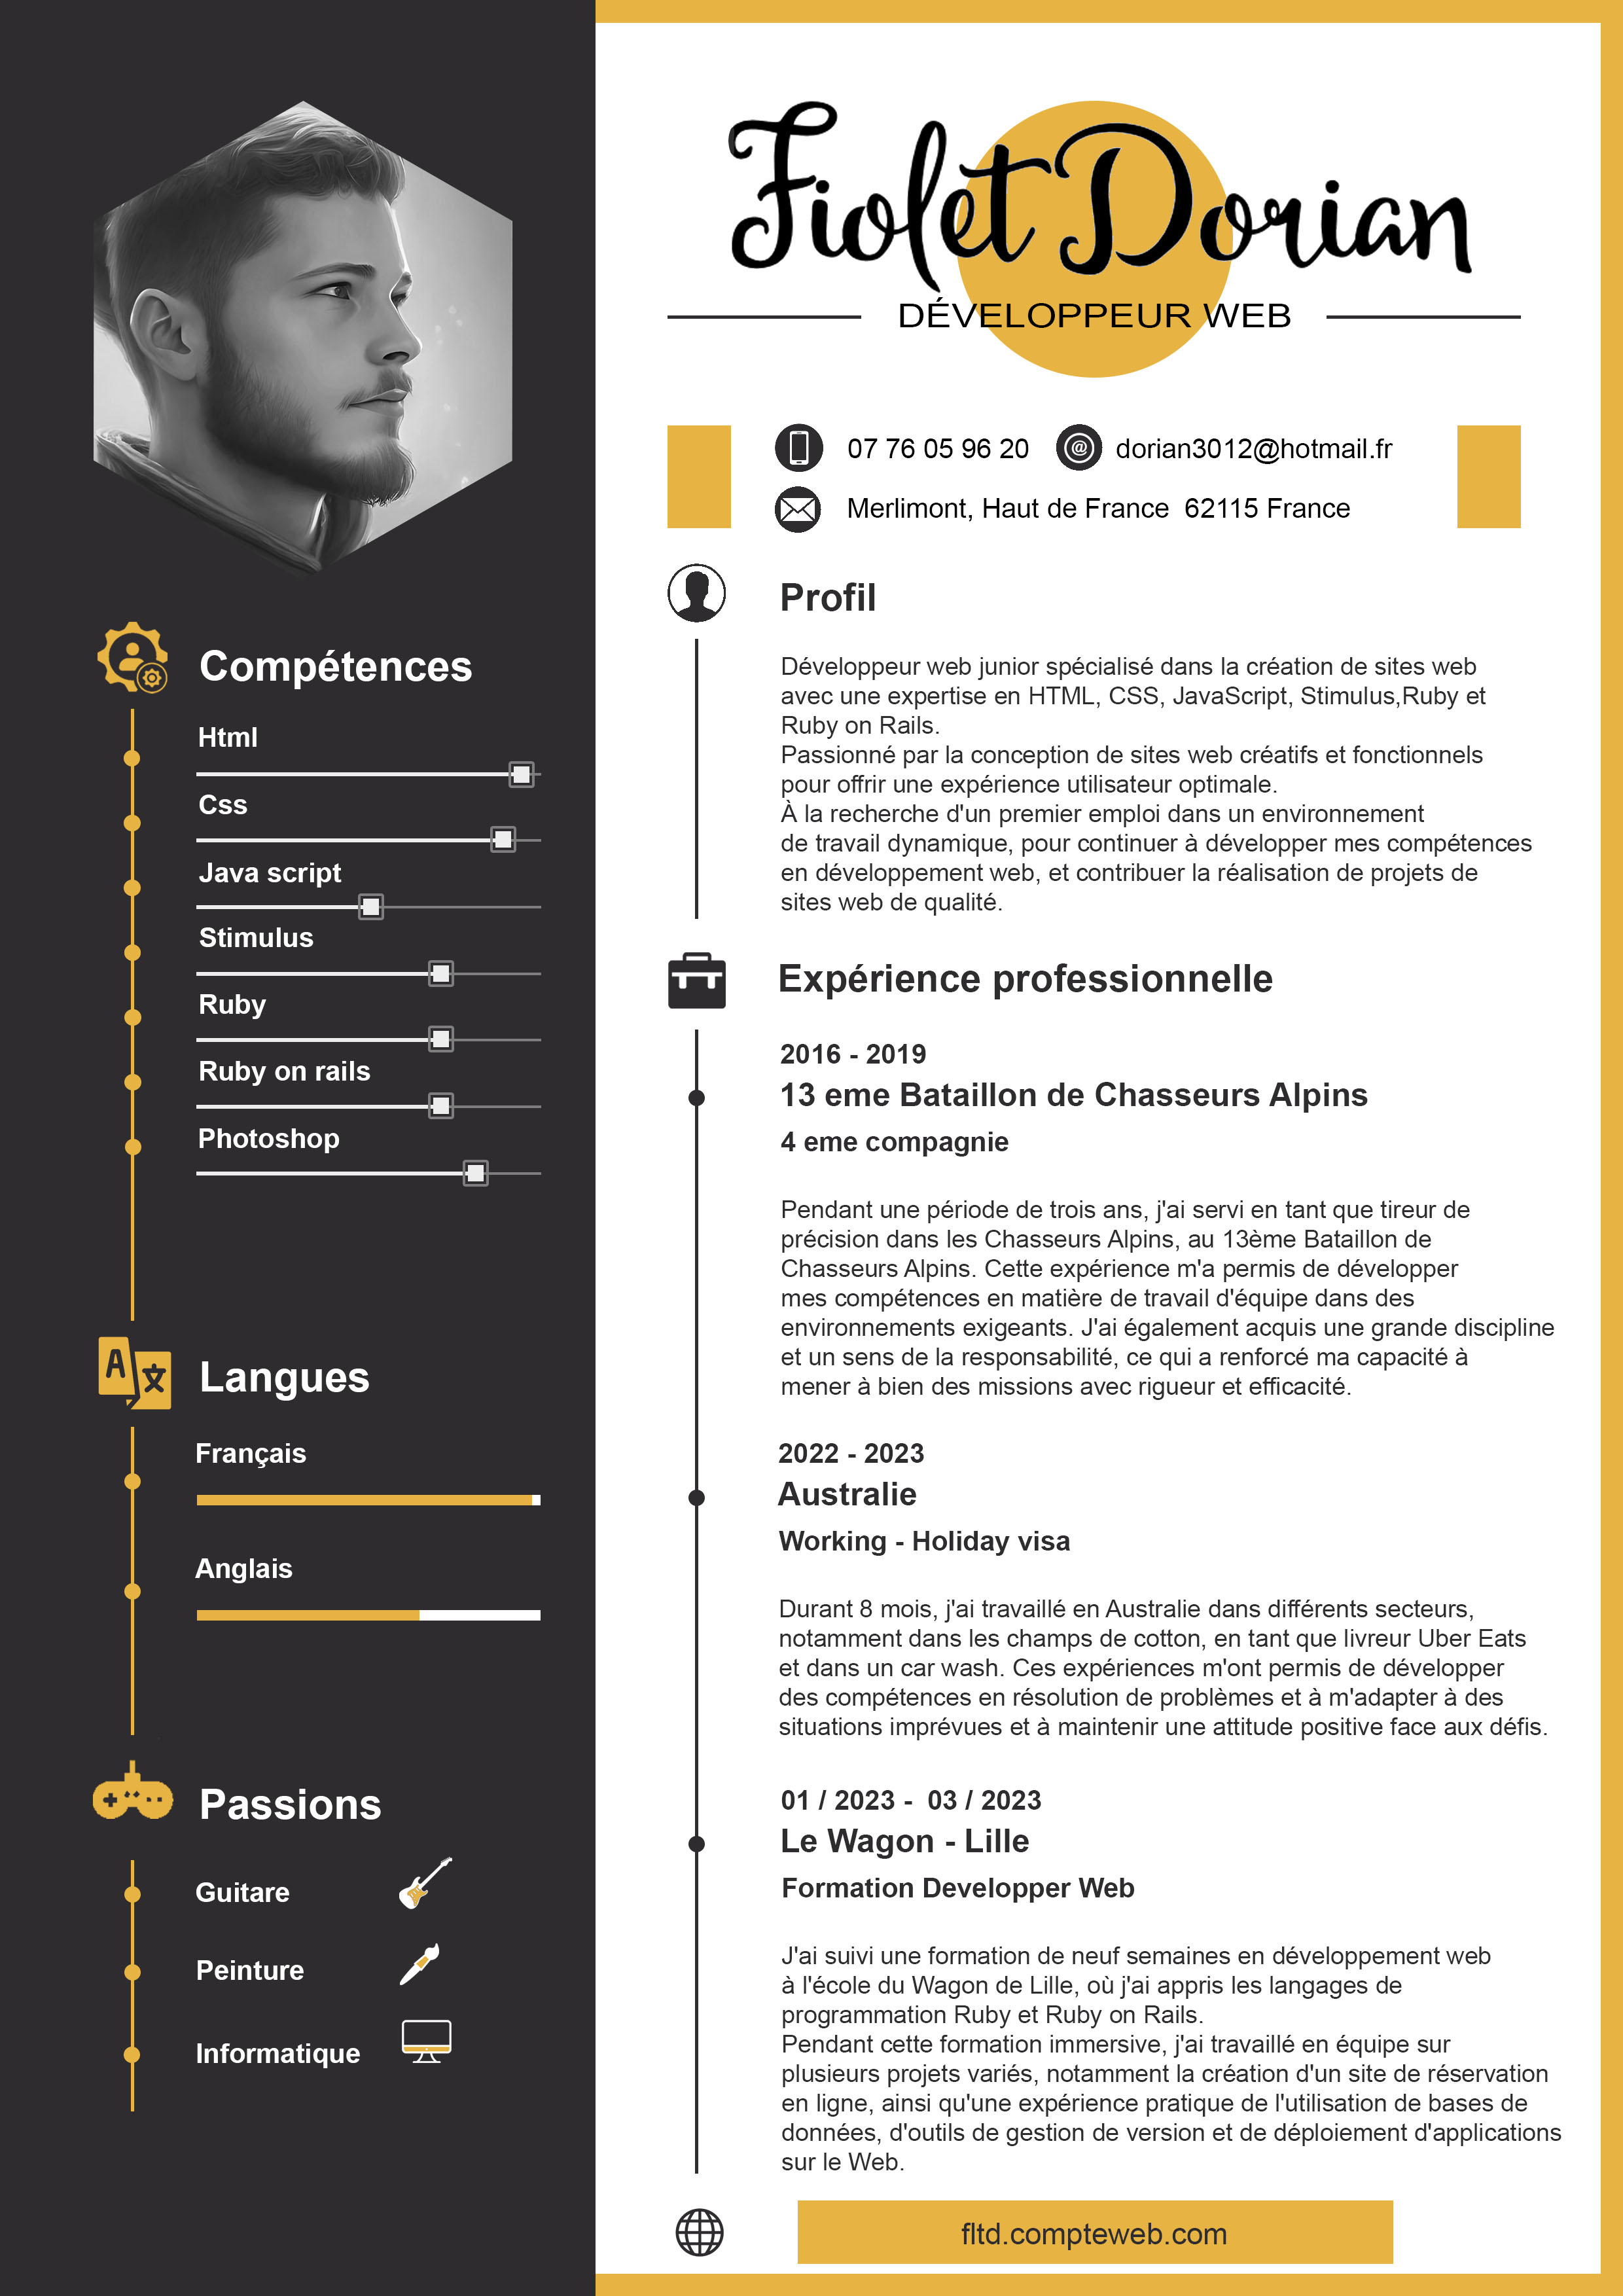 Fiolet Dorian
DÉVELOPPEUR WEB
07 76 05 96 20
dorian3012@hotmail.fr
Merlimont, Haut de France 62115 France
Compétences
Html
Css
Java script
Stimulus
Ruby
Ruby on rails
Photoshop
Langues
Français
Anglais
Passions
Guitare
Peinture
Informatique
Profil
Développeur web junior spécialisé dans la création de sites web
avec une expertise en HTML, CSS, JavaScript, Stimulus,Ruby et
Ruby on Rails.
Passionné par la conception de sites web créatifs et fonctionnels
pour offrir une expérience utilisateur optimale.
À la recherche d'un premier emploi dans un environnement
de travail dynamique, pour continuer à développer mes compétences
en développement web, et contribuer la réalisation de projets de
sites web de qualité.
Expérience professionnelle
2016 - 2019
13 eme Bataillon de Chasseurs Alpins
4 eme compagnie
Pendant une période de trois ans, j'ai servi en tant que tireur de
précision dans les Chasseurs Alpins, au 13ème Bataillon de
Chasseurs Alpins. Cette expérience m'a permis de développer
mes compétences en matière de travail d'équipe dans des
environnements exigeants. J'ai également acquis une grande discipline
et un sens de la responsabilité, ce qui a renforcé ma capacité à
mener à bien des missions avec rigueur et efficacité.
2022 - 2023
Australie
Working - Holiday visa
Durant 8 mois, j'ai travaillé en Australie dans différents secteurs,
notamment dans les champs de cotton, en tant que livreur Uber Eats
et dans un car wash. Ces expériences m'ont permis de développer
des compétences en résolution de problèmes et à m'adapter à des
situations imprévues et à maintenir une attitude positive face aux défis.
01 / 2023 - 03 / 2023
Le Wagon - Lille
Formation Developper Web
J'ai suivi une formation de neuf semaines en développement web
à l'école du Wagon de Lille, où j'ai appris les langages de
programmation Ruby et Ruby on Rails.
Pendant cette formation immersive, j'ai travaillé en équipe sur
plusieurs projets variés, notamment la création d'un site de réservation
en ligne, ainsi qu'une expérience pratique de l'utilisation de bases de
données, d'outils de gestion de version et de déploiement d'applications
sur le Web.
fltd.compteweb.com